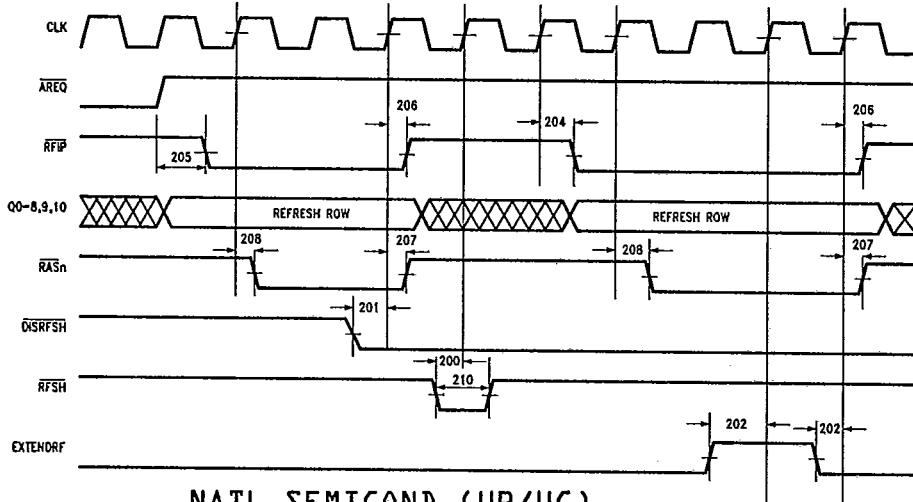 CLK
AREQ
206
206
204
RFIP
205
Q0-8,9,10
REFRESH ROW
REFRESH ROW
208
207
208
207
RASn
201
DISRFSH
200
RFSH
210
202
202
EXTENDRF
NATL SEMICOND (UP/UC)